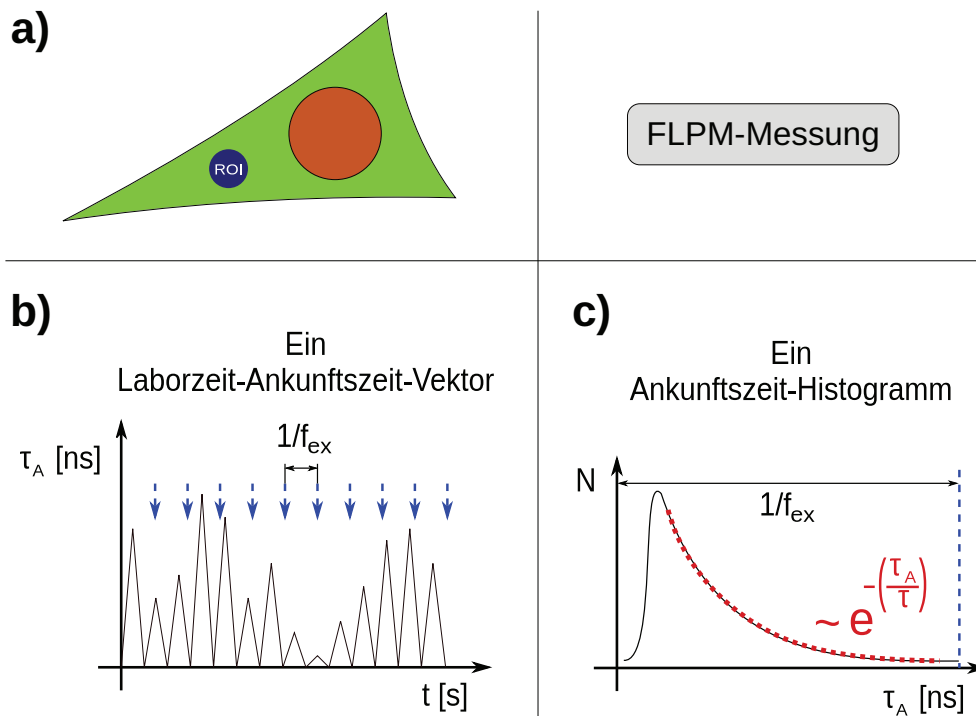 a)
ROI
FLPM-Messung
b)
Ein
Laborzeit-Ankunftszeit-Vektor
1/fex
τA [ns]
t [s]
c)
Ein
Ankunftszeit-Histogramm
N
1/fex
~ e-(τA/τ)
τA [ns]